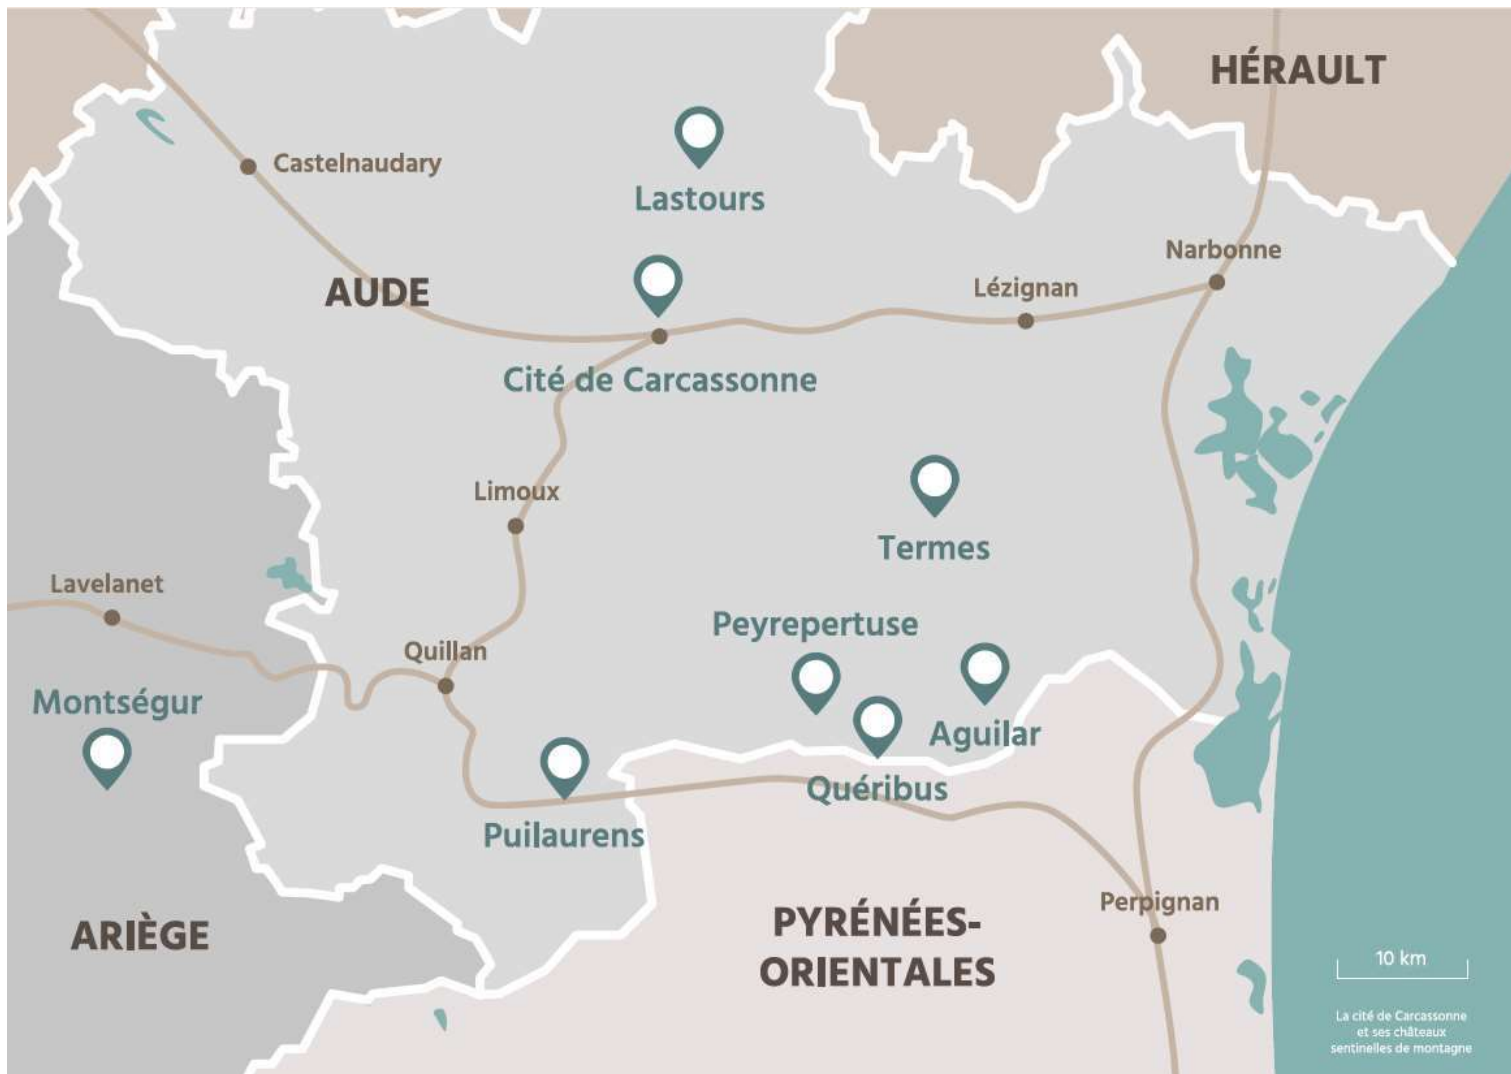 HÉRAULT
Castelnaudary
Lastours
Narbonne
AUDE
Lézignan
Cité de Carcassonne
Limoux
Termes
Lavelanet
Peyrepertuse
Quillan
Montségur
Aguilar
Quéribus
Puilaurens
Perpignan
ARIÈGE
PYRÉNÉES-
ORIENTALES
10 km
La cité de Carcassonne
et ses châteaux
sentinelles de montagne